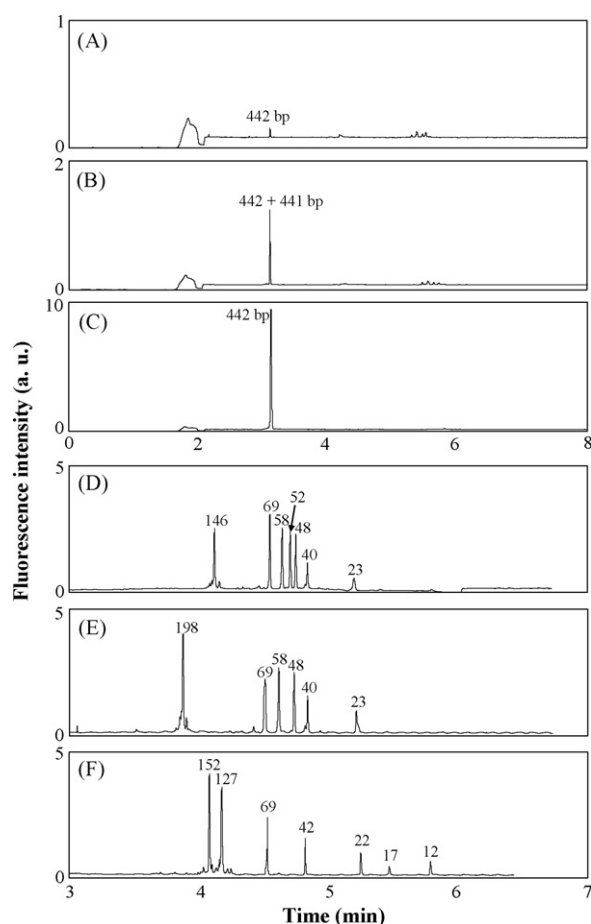 Fluorescence intensity (a. u.)
1
(A)
442 bp
0
2
(B)
442 + 441 bp
0
10
(C)
442 bp
0
0 2 4 6 8
5
(D)
146 69 58 52 48 40 23
0
5
(E)
198 69 58 48 40 23
0
5
(F)
152 127 69 42 22 17 12
0
3 4 5 6 7
Time (min)